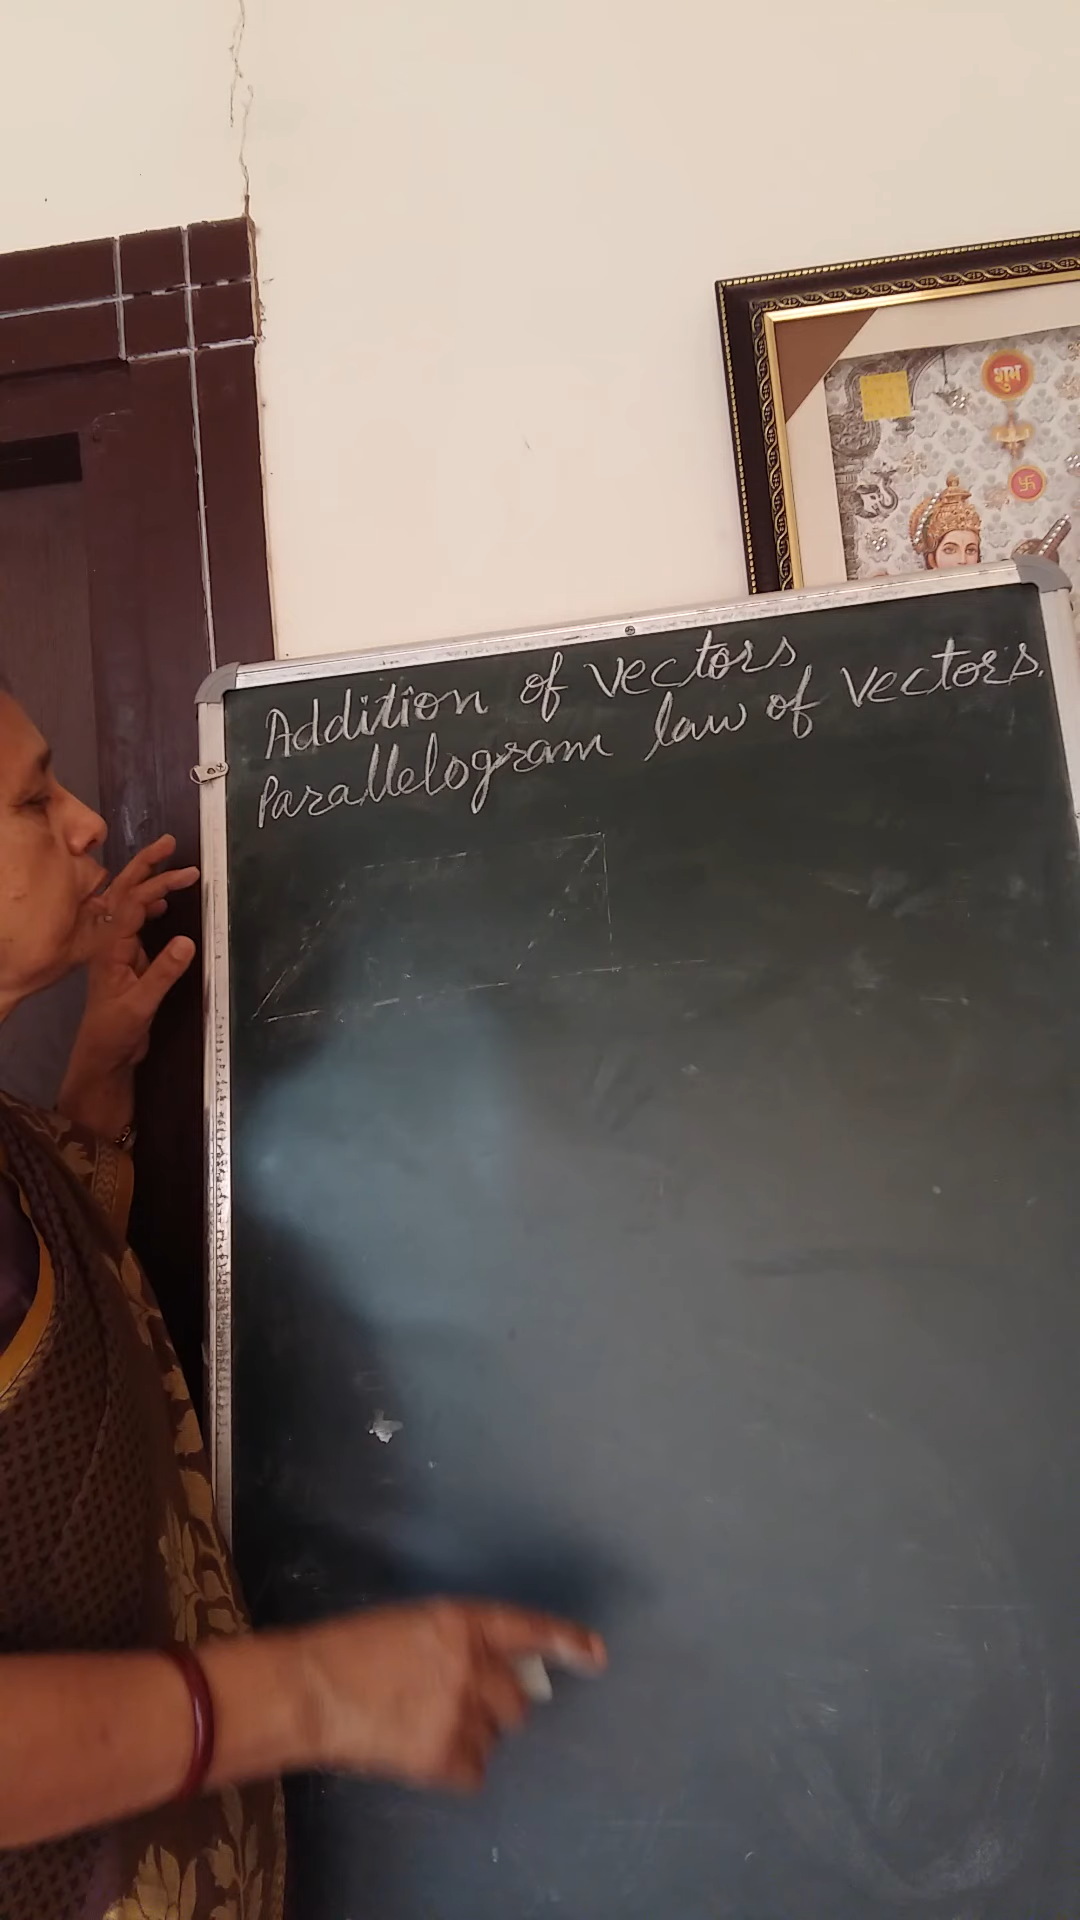 शुभ
Addition of vectors
Parallelogram law of vectors.